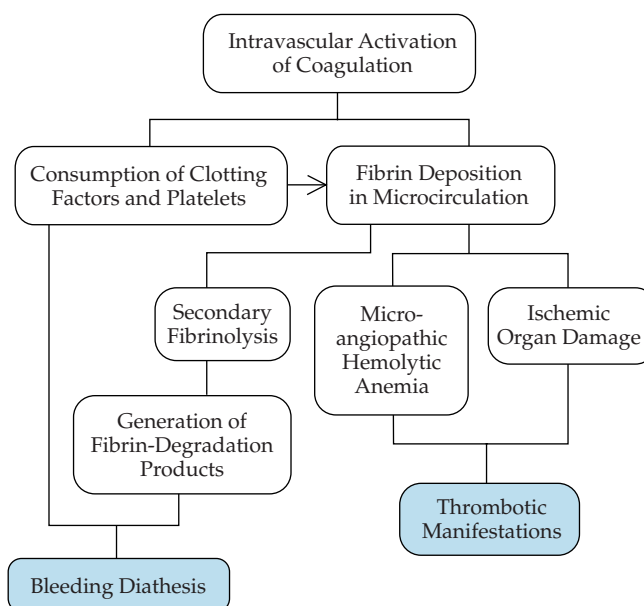 Intravascular Activation
of Coagulation
Consumption of Clotting
Factors and Platelets
Fibrin Deposition
in Microcirculation
Secondary
Fibrinolysis
Micro-
angiopathic
Hemolytic
Anemia
Ischemic
Organ Damage
Generation of
Fibrin-Degradation
Products
Thrombotic
Manifestations
Bleeding Diathesis